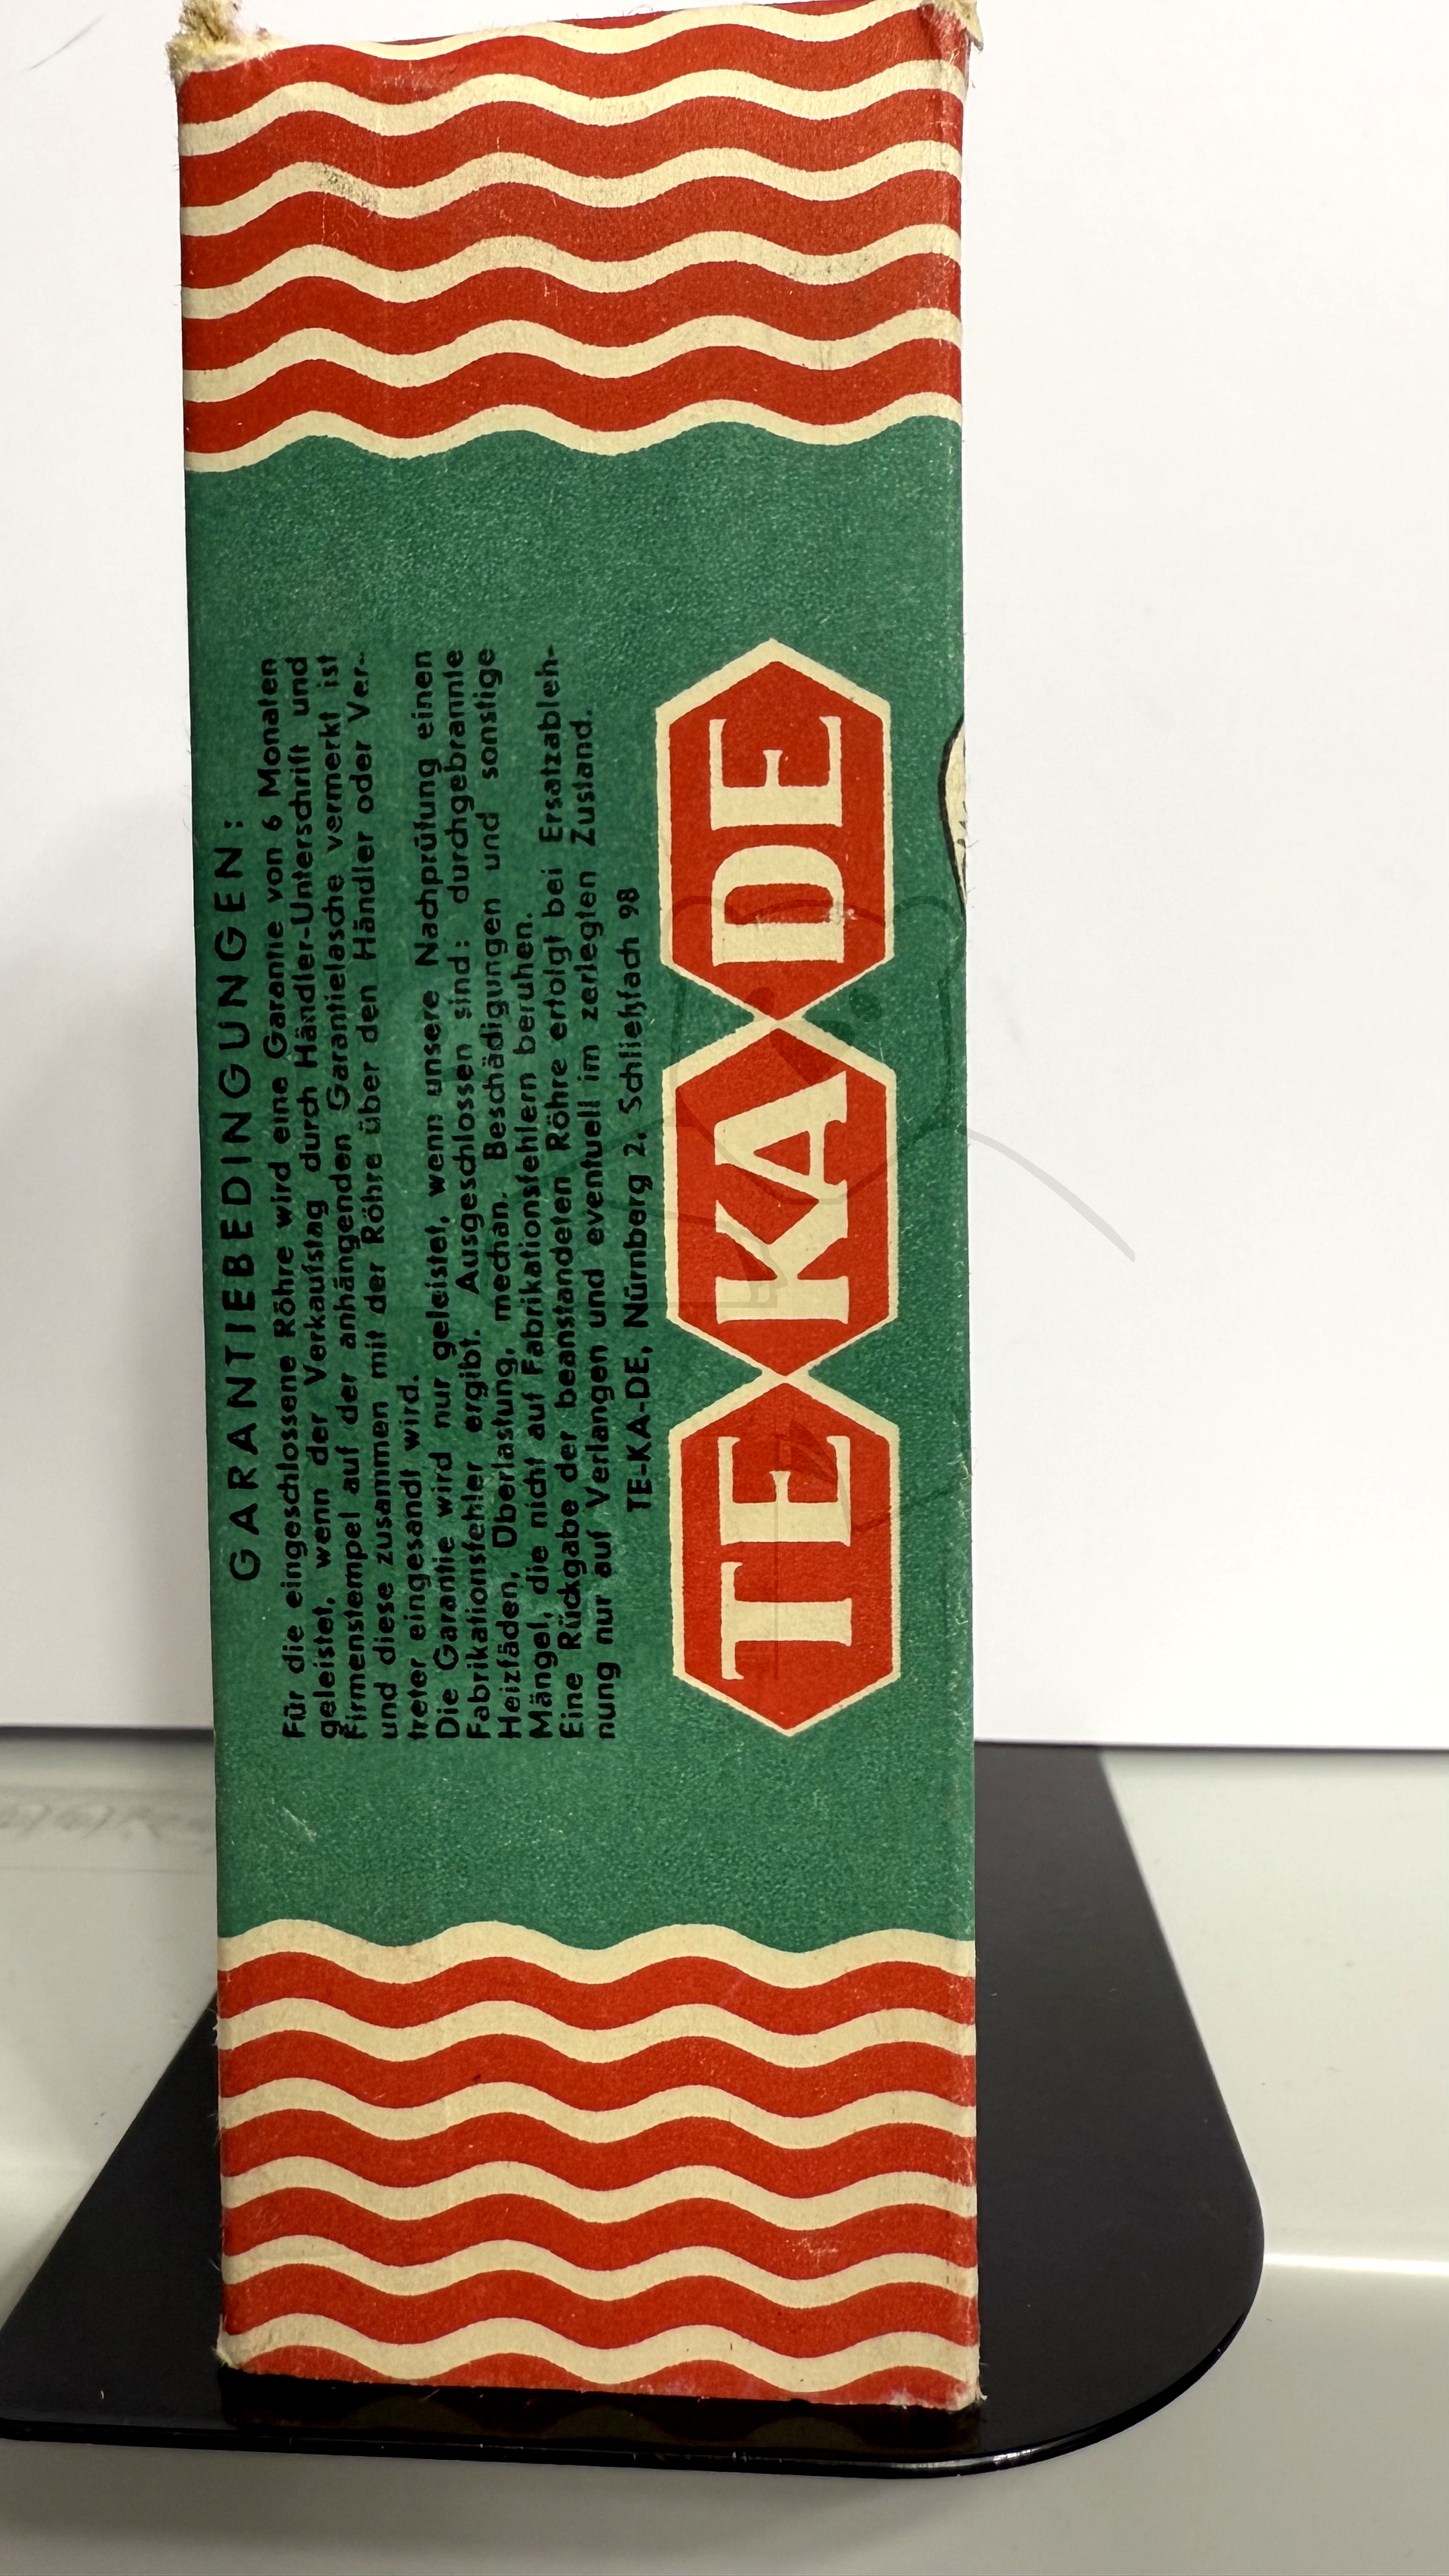 GARANTIEBEDINGUNGEN:
Für die eingeschlossene Röhre wird eine Garantie von 6 Monaten
geleistet, wenn der Verkaufstag durch Händler-Unterschrift und
Firmenstempel auf der anhängenden Garantielasche vermerkt ist
und diese zusammen mit der Röhre über den Händler oder Ver-
treter eingesandt wird.
Die Garantie wird nur geleistet, wenn unsere Nachprüfung einen
Fabrikationsfehler ergibt. Ausgeschlossen sind: durchgebrannte
Heizfäden, Überlastung, mechan. Beschädigungen und sonstige
Mängel, die nicht auf Fabrikationsfehlern beruhen.
Eine Rückgabe der beanstandeten Röhre erfolgt bei Ersatzableh-
nung nur auf Verlangen und eventuell im zerlegten Zustand.
TE-KA-DE, Nürnberg 2, Schließfach 98
TE KA DE